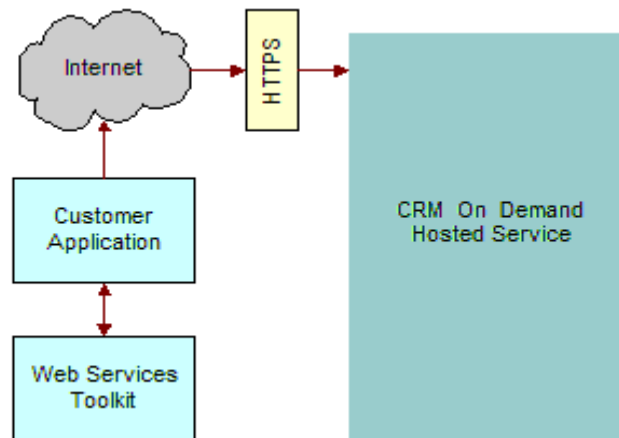 Internet
HTTPS
Customer
Application
CRM On Demand
Hosted Service
Web Services
Toolkit